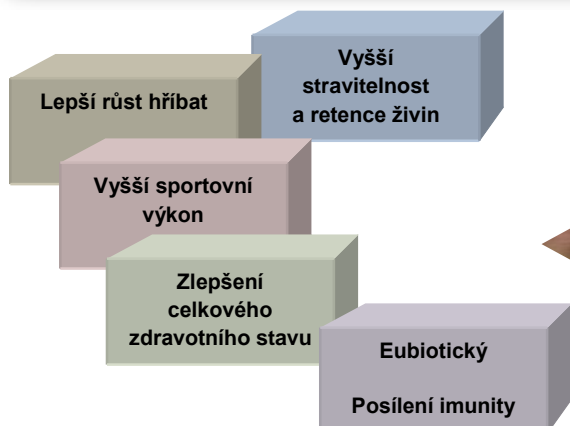 Lepší růst hříbat
Vyšší
stravitelnost
a retence živin
Vyšší sportovní
výkon
Zlepšení
celkového
zdravotního stavu
Eubiotický
Posílení imunity